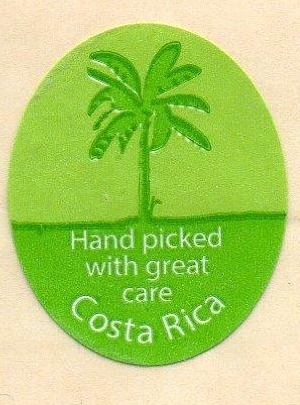 Hand picked
with great
care
Costa Rica